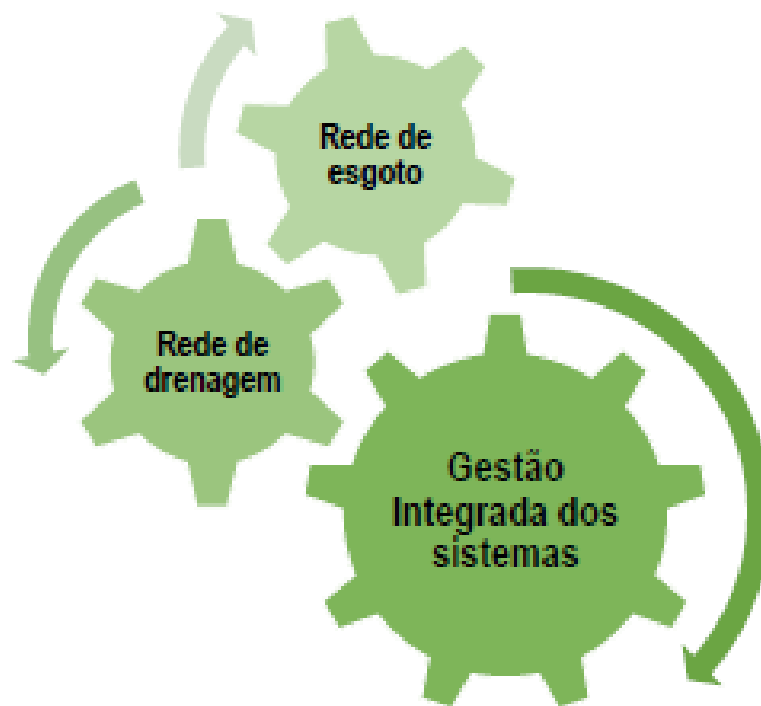 Rede de
esgoto
Rede de
drenagem
Gestão
Integrada dos
sistemas